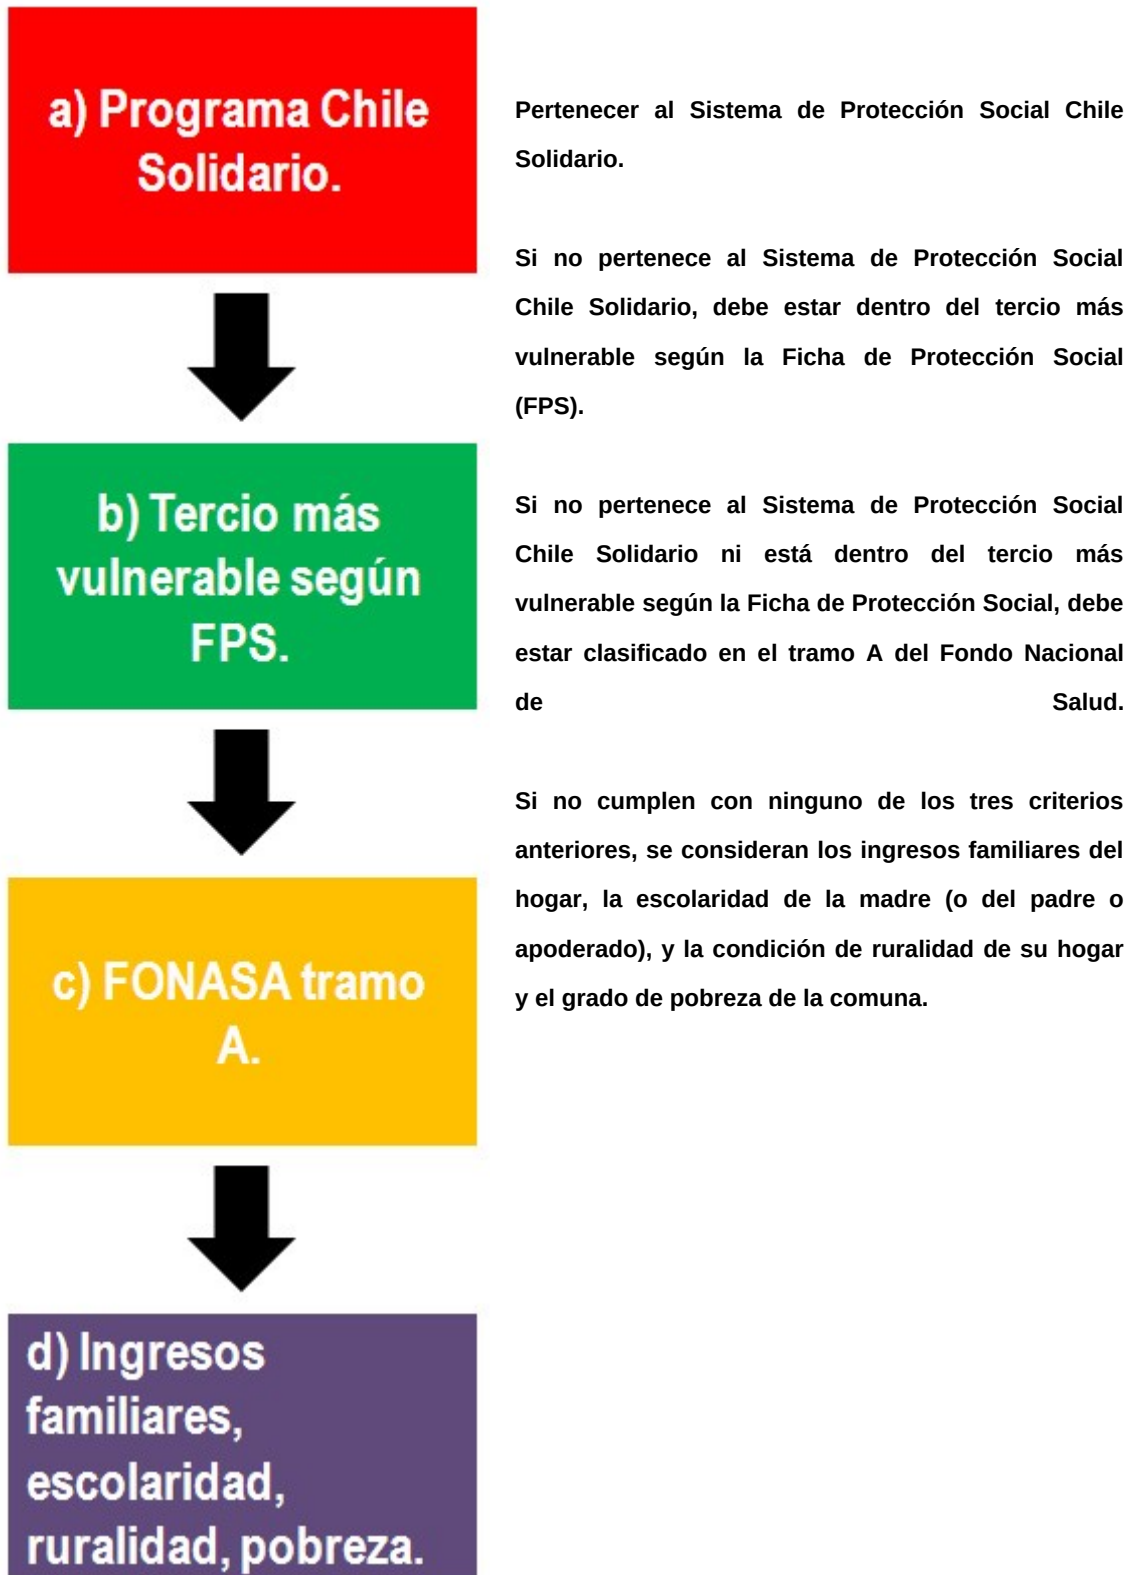 a) Programa Chile
Solidario.
b) Tercio más
vulnerable según
FPS.
c) FONASA tramo
A.
d) Ingresos
familiares,
escolaridad,
ruralidad, pobreza.
Pertenecer al Sistema de Protección Social Chile
Solidario.
Si no pertenece al Sistema de Protección Social
Chile Solidario, debe estar dentro del tercio más
vulnerable según la Ficha de Protección Social
(FPS).
Si no pertenece al Sistema de Protección Social
Chile Solidario ni está dentro del tercio más
vulnerable según la Ficha de Protección Social, debe
estar clasificado en el tramo A del Fondo Nacional
de Salud.
Si no cumplen con ninguno de los tres criterios
anteriores, se consideran los ingresos familiares del
hogar, la escolaridad de la madre (o del padre o
apoderado), y la condición de ruralidad de su hogar
y el grado de pobreza de la comuna.